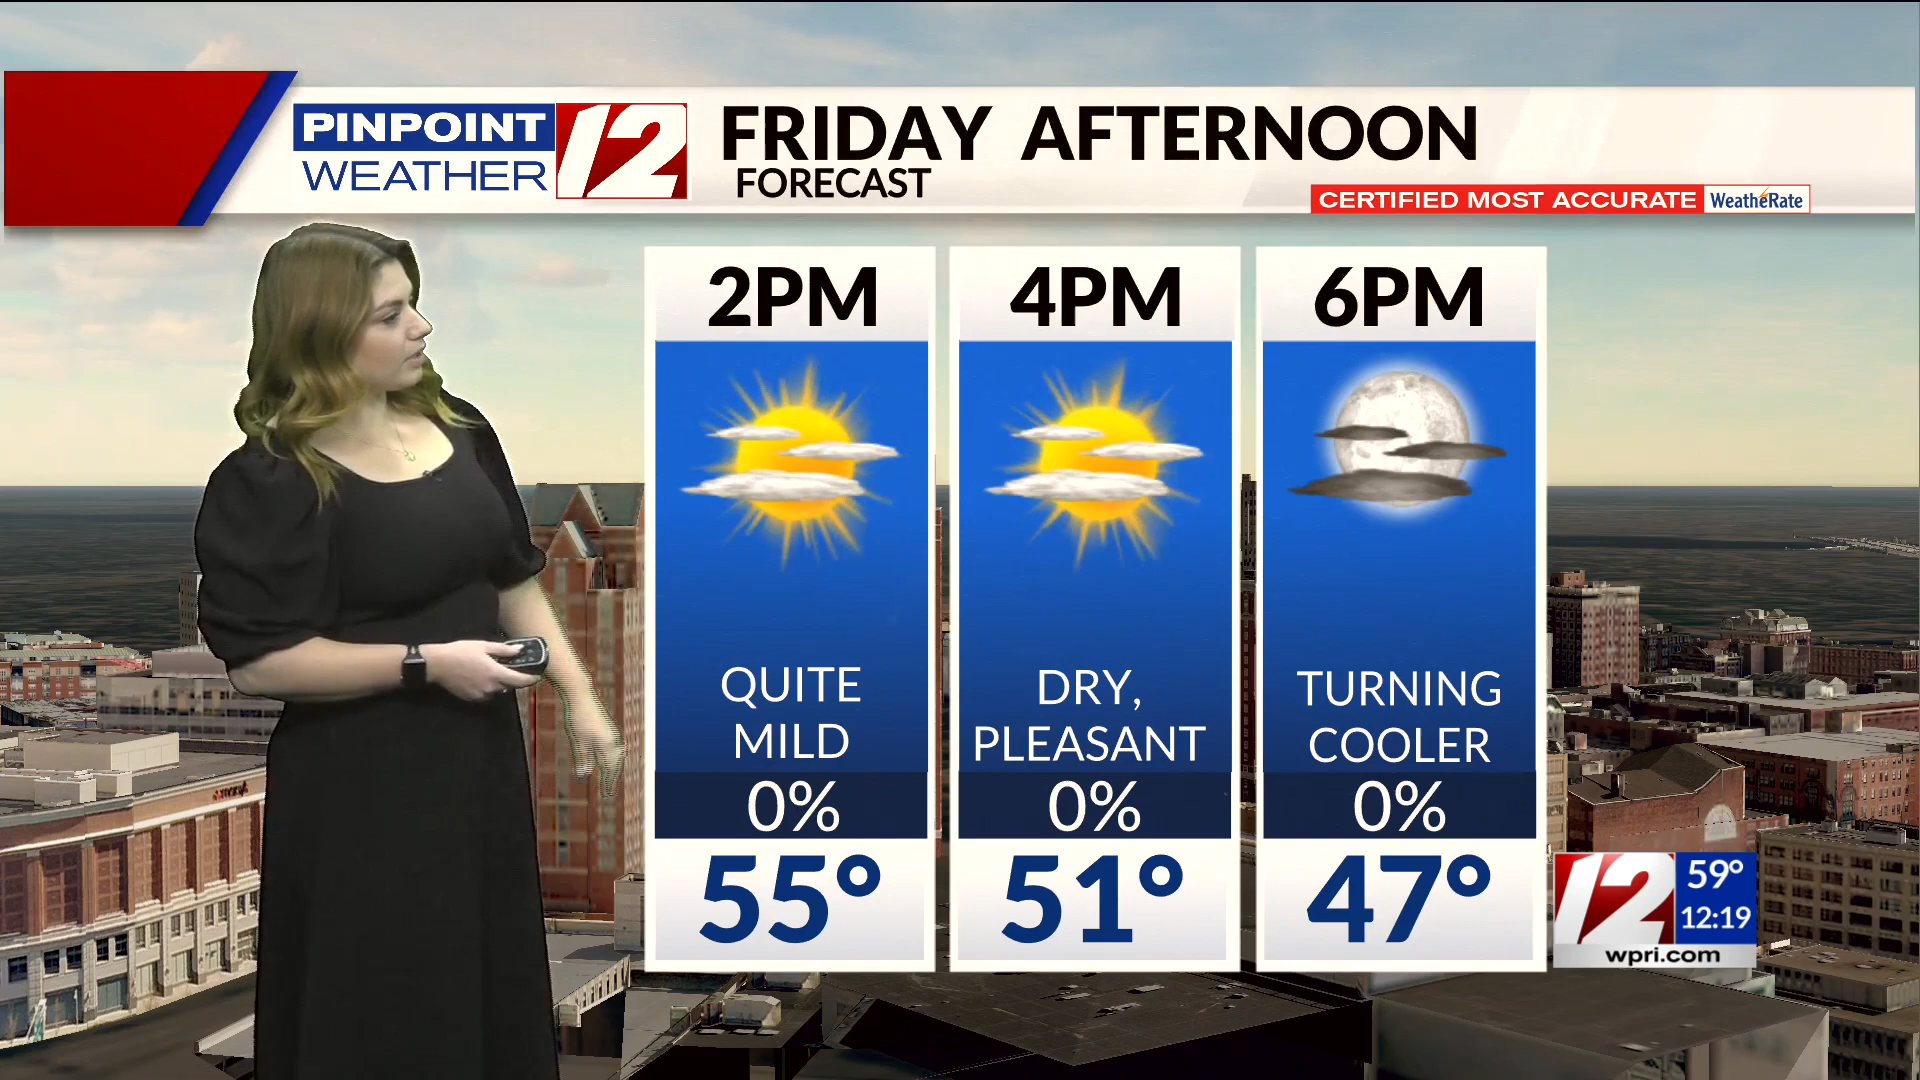 PINPOINT
WEATHER
12
FRIDAY AFTERNOON
FORECAST
CERTIFIED MOST ACCURATE WeatheRate
2PM
QUITE
MILD
0%
55°
4PM
DRY,
PLEASANT
0%
51°
6PM
TURNING
COOLER
0%
47°
12
59°
12:19
wpri.com